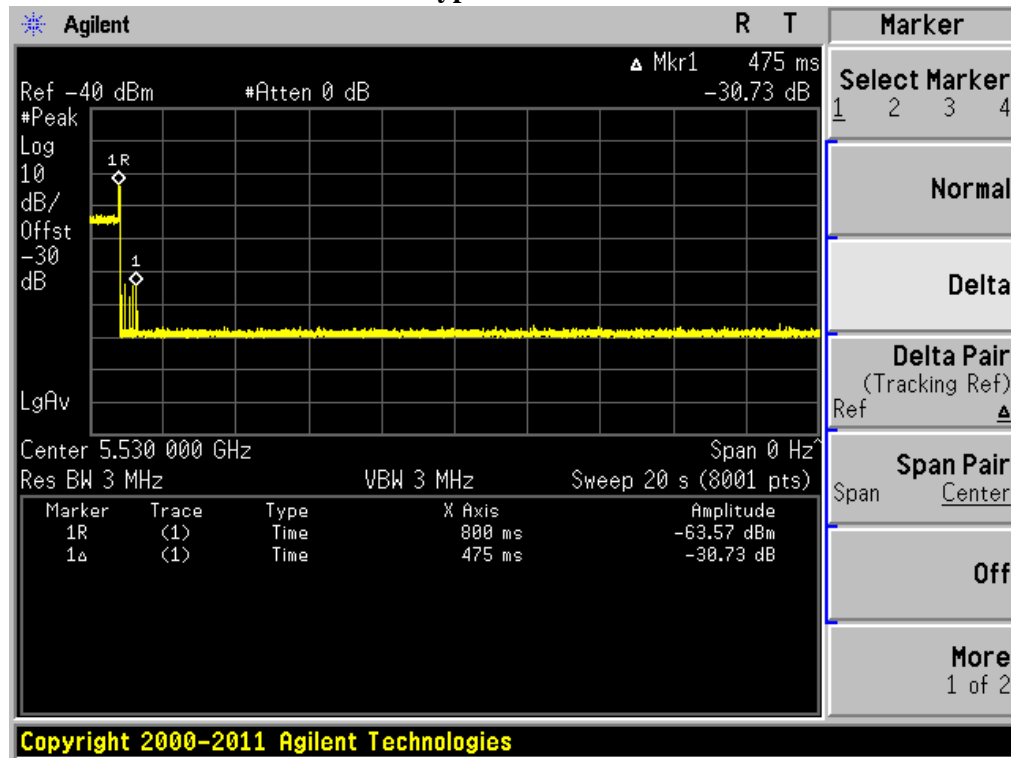 Agilent R T Marker
▵ Mkr1 475 ms
Ref -40 dBm #Atten 0 dB -30.73 dB
#Peak
Log
10
dB/
Offst
-30
dB
1R
1
LgAv
Center 5.530 000 GHz Span 0 Hz^
Res BW 3 MHz VBW 3 MHz Sweep 20 s (8001 pts)
Marker Trace Type X Axis Amplitude
1R (1) Time 800 ms -63.57 dBm
1▵ (1) Time 475 ms -30.73 dB
Select Marker
1 2 3 4
Normal
Delta
Delta Pair
(Tracking Ref)
Ref ▵
Span Pair
Span Center
Off
More
1 of 2
Copyright 2000-2011 Agilent Technologies